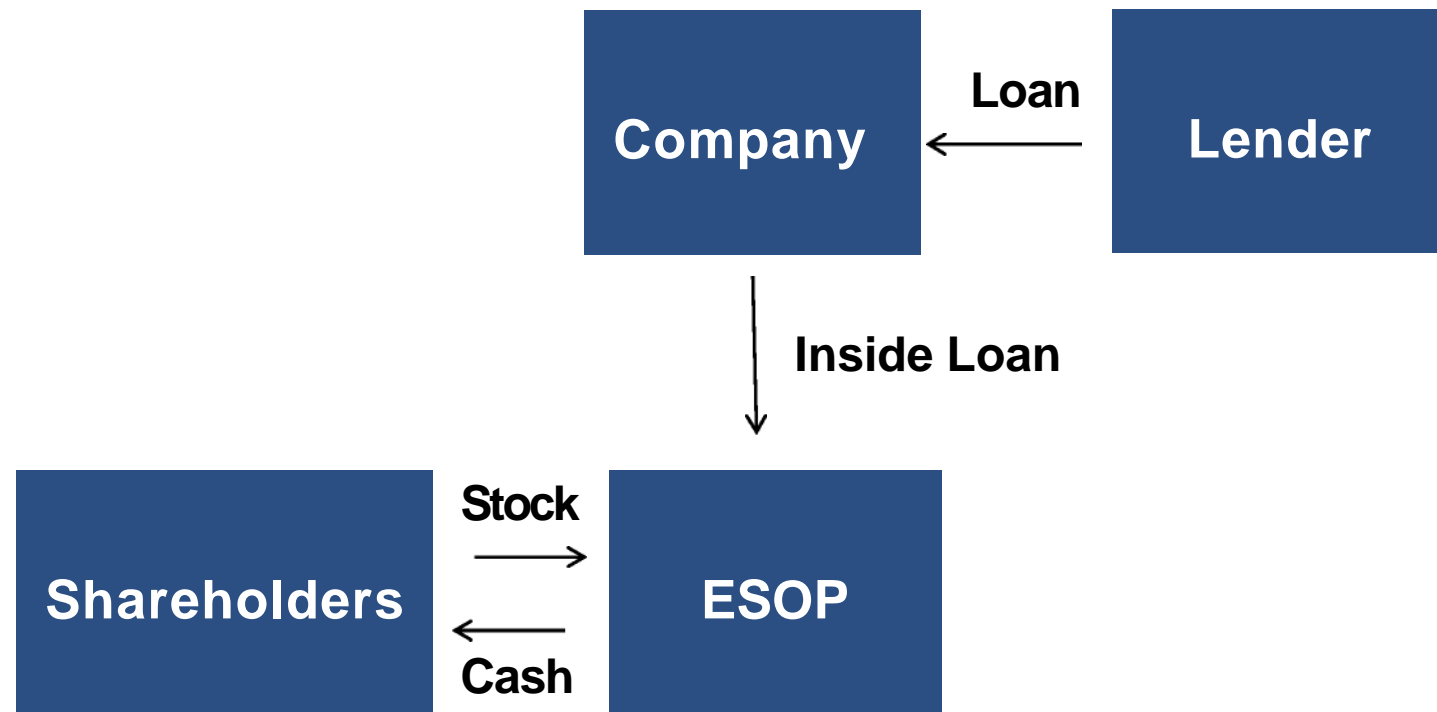 Loan
Company
Lender
Inside Loan
Stock
Shareholders
ESOP
Cash